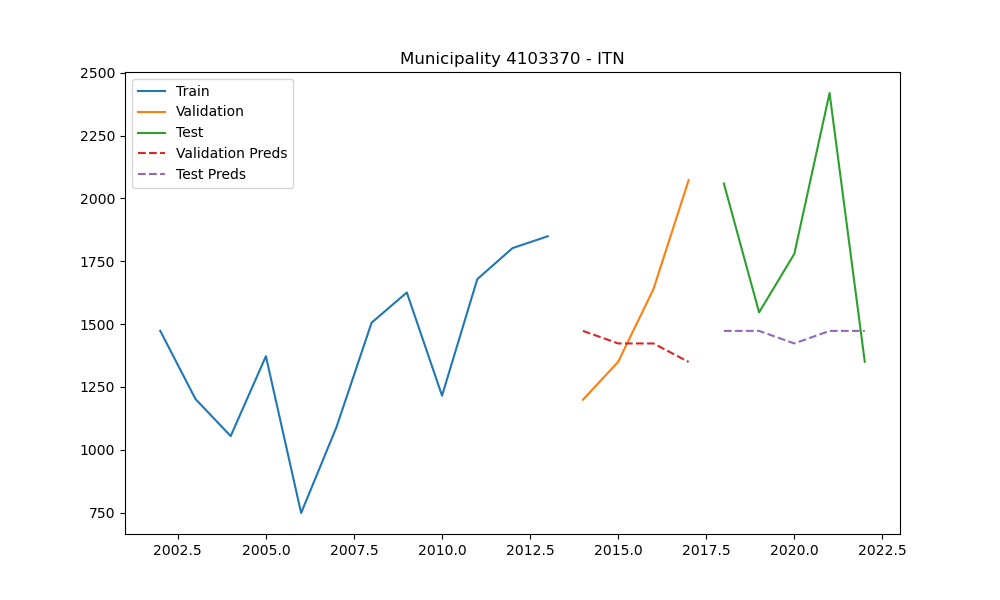 Municipality 4103370 - ITN
Train
Validation
Test
Validation Preds
Test Preds
2500
2250
2000
1750
1500
1250
1000
750
2002.5 2005.0 2007.5 2010.0 2012.5 2015.0 2017.5 2020.0 2022.5